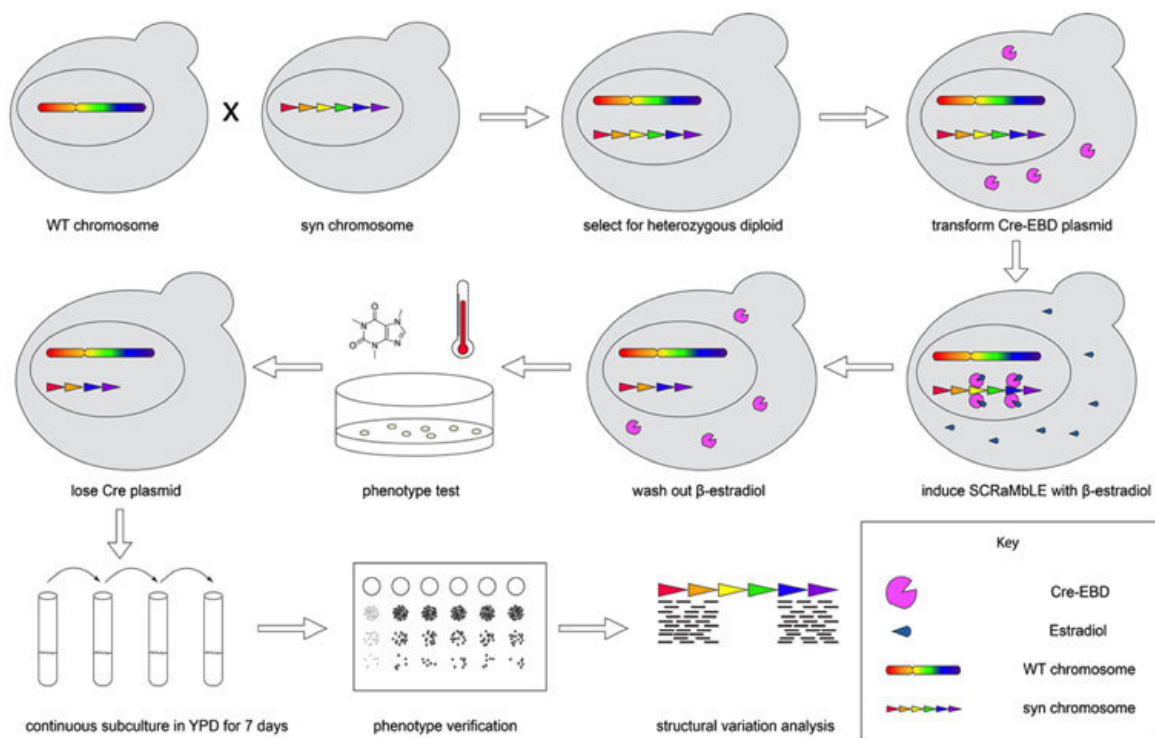 X
WT chromosome
syn chromosome
select for heterozygous diploid
transform Cre-EBD plasmid
N
N
N
N
O
O
lose Cre plasmid
phenotype test
wash out β-estradiol
induce SCRaMbLE with β-estradiol
continuous subculture in YPD for 7 days
phenotype verification
structural variation analysis
Key
Cre-EBD
Estradiol
WT chromosome
syn chromosome